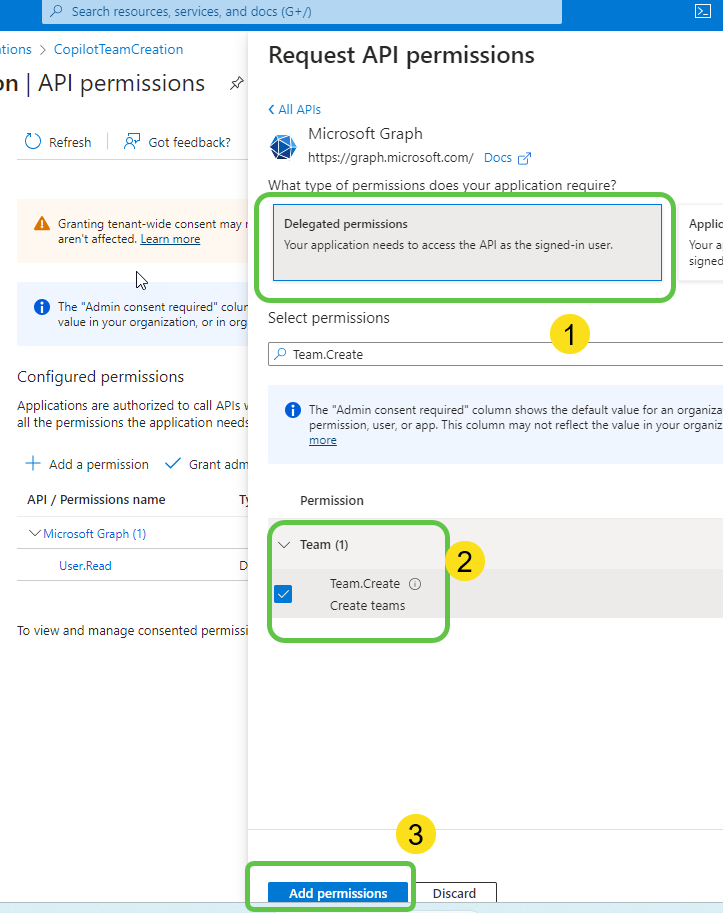 Search resources, services, and docs (G+/)
ations > CopilotTeamCreation
on | API permissions
Refresh
Got feedback?
Granting tenant-wide consent may r
aren't affected. Learn more
The "Admin consent required" colum
value in your organization, or in org
Configured permissions
Applications are authorized to call APIs w
all the permissions the application needs
Add a permission
Grant adm
API / Permissions name
Ty
Microsoft Graph (1)
User.Read
D
To view and manage consented permissi
Request API permissions
All APIs
Microsoft Graph
https://graph.microsoft.com/ Docs
What type of permissions does your application require?
Delegated permissions
Your application needs to access the API as the signed-in user.
Applic
Your a
signed
1
Select permissions
Team.Create
The "Admin consent required" column shows the default value for an organiza
permission, user, or app. This column may not reflect the value in your organiz
more
Permission
Team (1)
2
Team.Create
Create teams
3
Add permissions
Discard